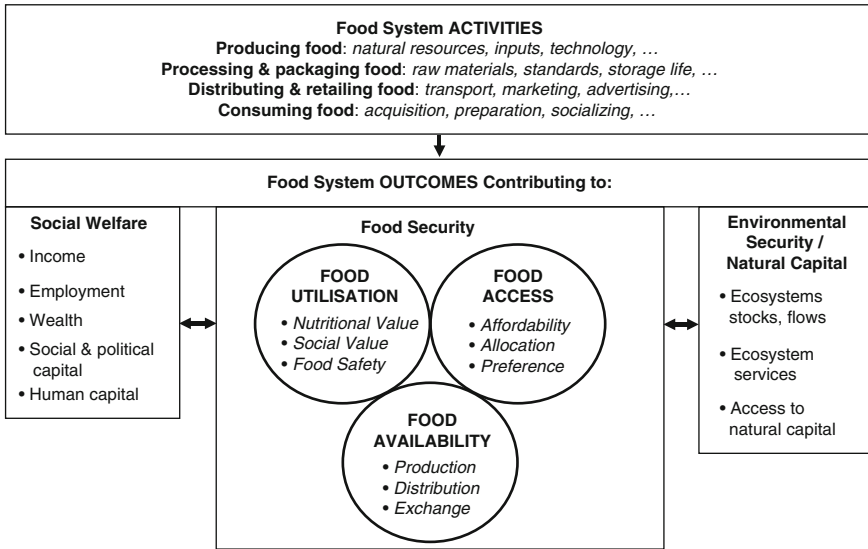 Food System ACTIVITIES
Producing food: natural resources, inputs, technology, …
Processing & packaging food: raw materials, standards, storage life, …
Distributing & retailing food: transport, marketing, advertising,…
Consuming food: acquisition, preparation, socializing, …
Food System OUTCOMES Contributing to:
Social Welfare
• Income
• Employment
• Wealth
• Social & political
capital
• Human capital
Food Security
FOOD
UTILISATION
• Nutritional Value
• Social Value
• Food Safety
FOOD
ACCESS
• Affordability
• Allocation
• Preference
FOOD
AVAILABILITY
• Production
• Distribution
• Exchange
Environmental
Security /
Natural Capital
• Ecosystems
stocks, flows
• Ecosystem
services
• Access to
natural capital